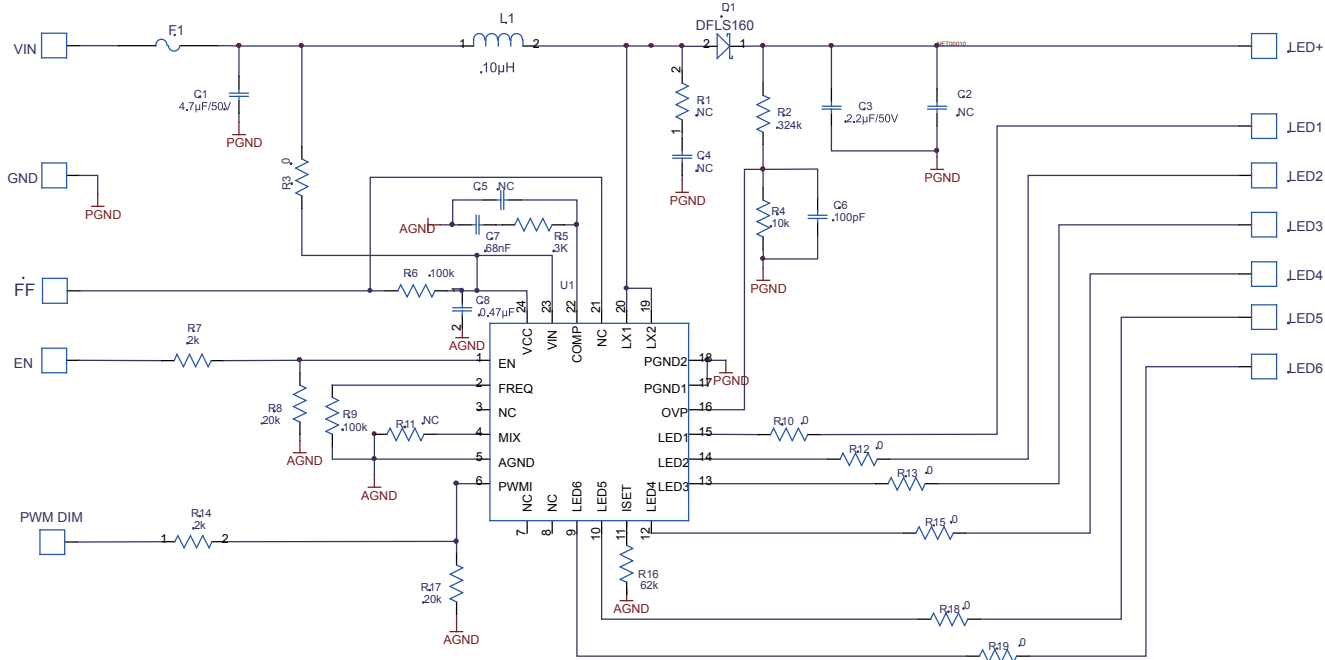 VIN
F1
L1
1
2
.10µH
D1
DFLS160
2
1
NET00010
.LED+
C1
4.7µF/50V
PGND
2
R1
.NC
1
C4
.NC
PGND
R2
.324k
C3
2.2µF/50V
C2
.NC
PGND
.LED1
GND
PGND
R3
.0
.LED2
C5
.NC
AGND
C7
.68nF
R5
.3K
R4
.10k
C6
.100pF
PGND
.LED3
.LED4
FF
R6
.100k
1
C8
.0.47µF
2
AGND
U1
24
23
22
21
20
19
VCC
VIN
COMP
NC
LX1
LX2
.LED5
EN
R7
.2k
1
EN
PGND2
18
PGND
.LED6
2
FREQ
PGND1
17
R8
.20k
AGND
R9
.100k
3
NC
OVP
16
R11
.NC
4
MIX
LED1
15
R10
.0
5
AGND
LED2
14
R12
.0
AGND
6
PWMI
LED3
13
R13
.0
NC
NC
LED6
LED5
ISET
LED4
7
8
9
10
11
12
PWM DIM
1
R14
.2k
2
R15
.0
R17
.20k
AGND
R16
62k
AGND
R18
.0
R19
.0